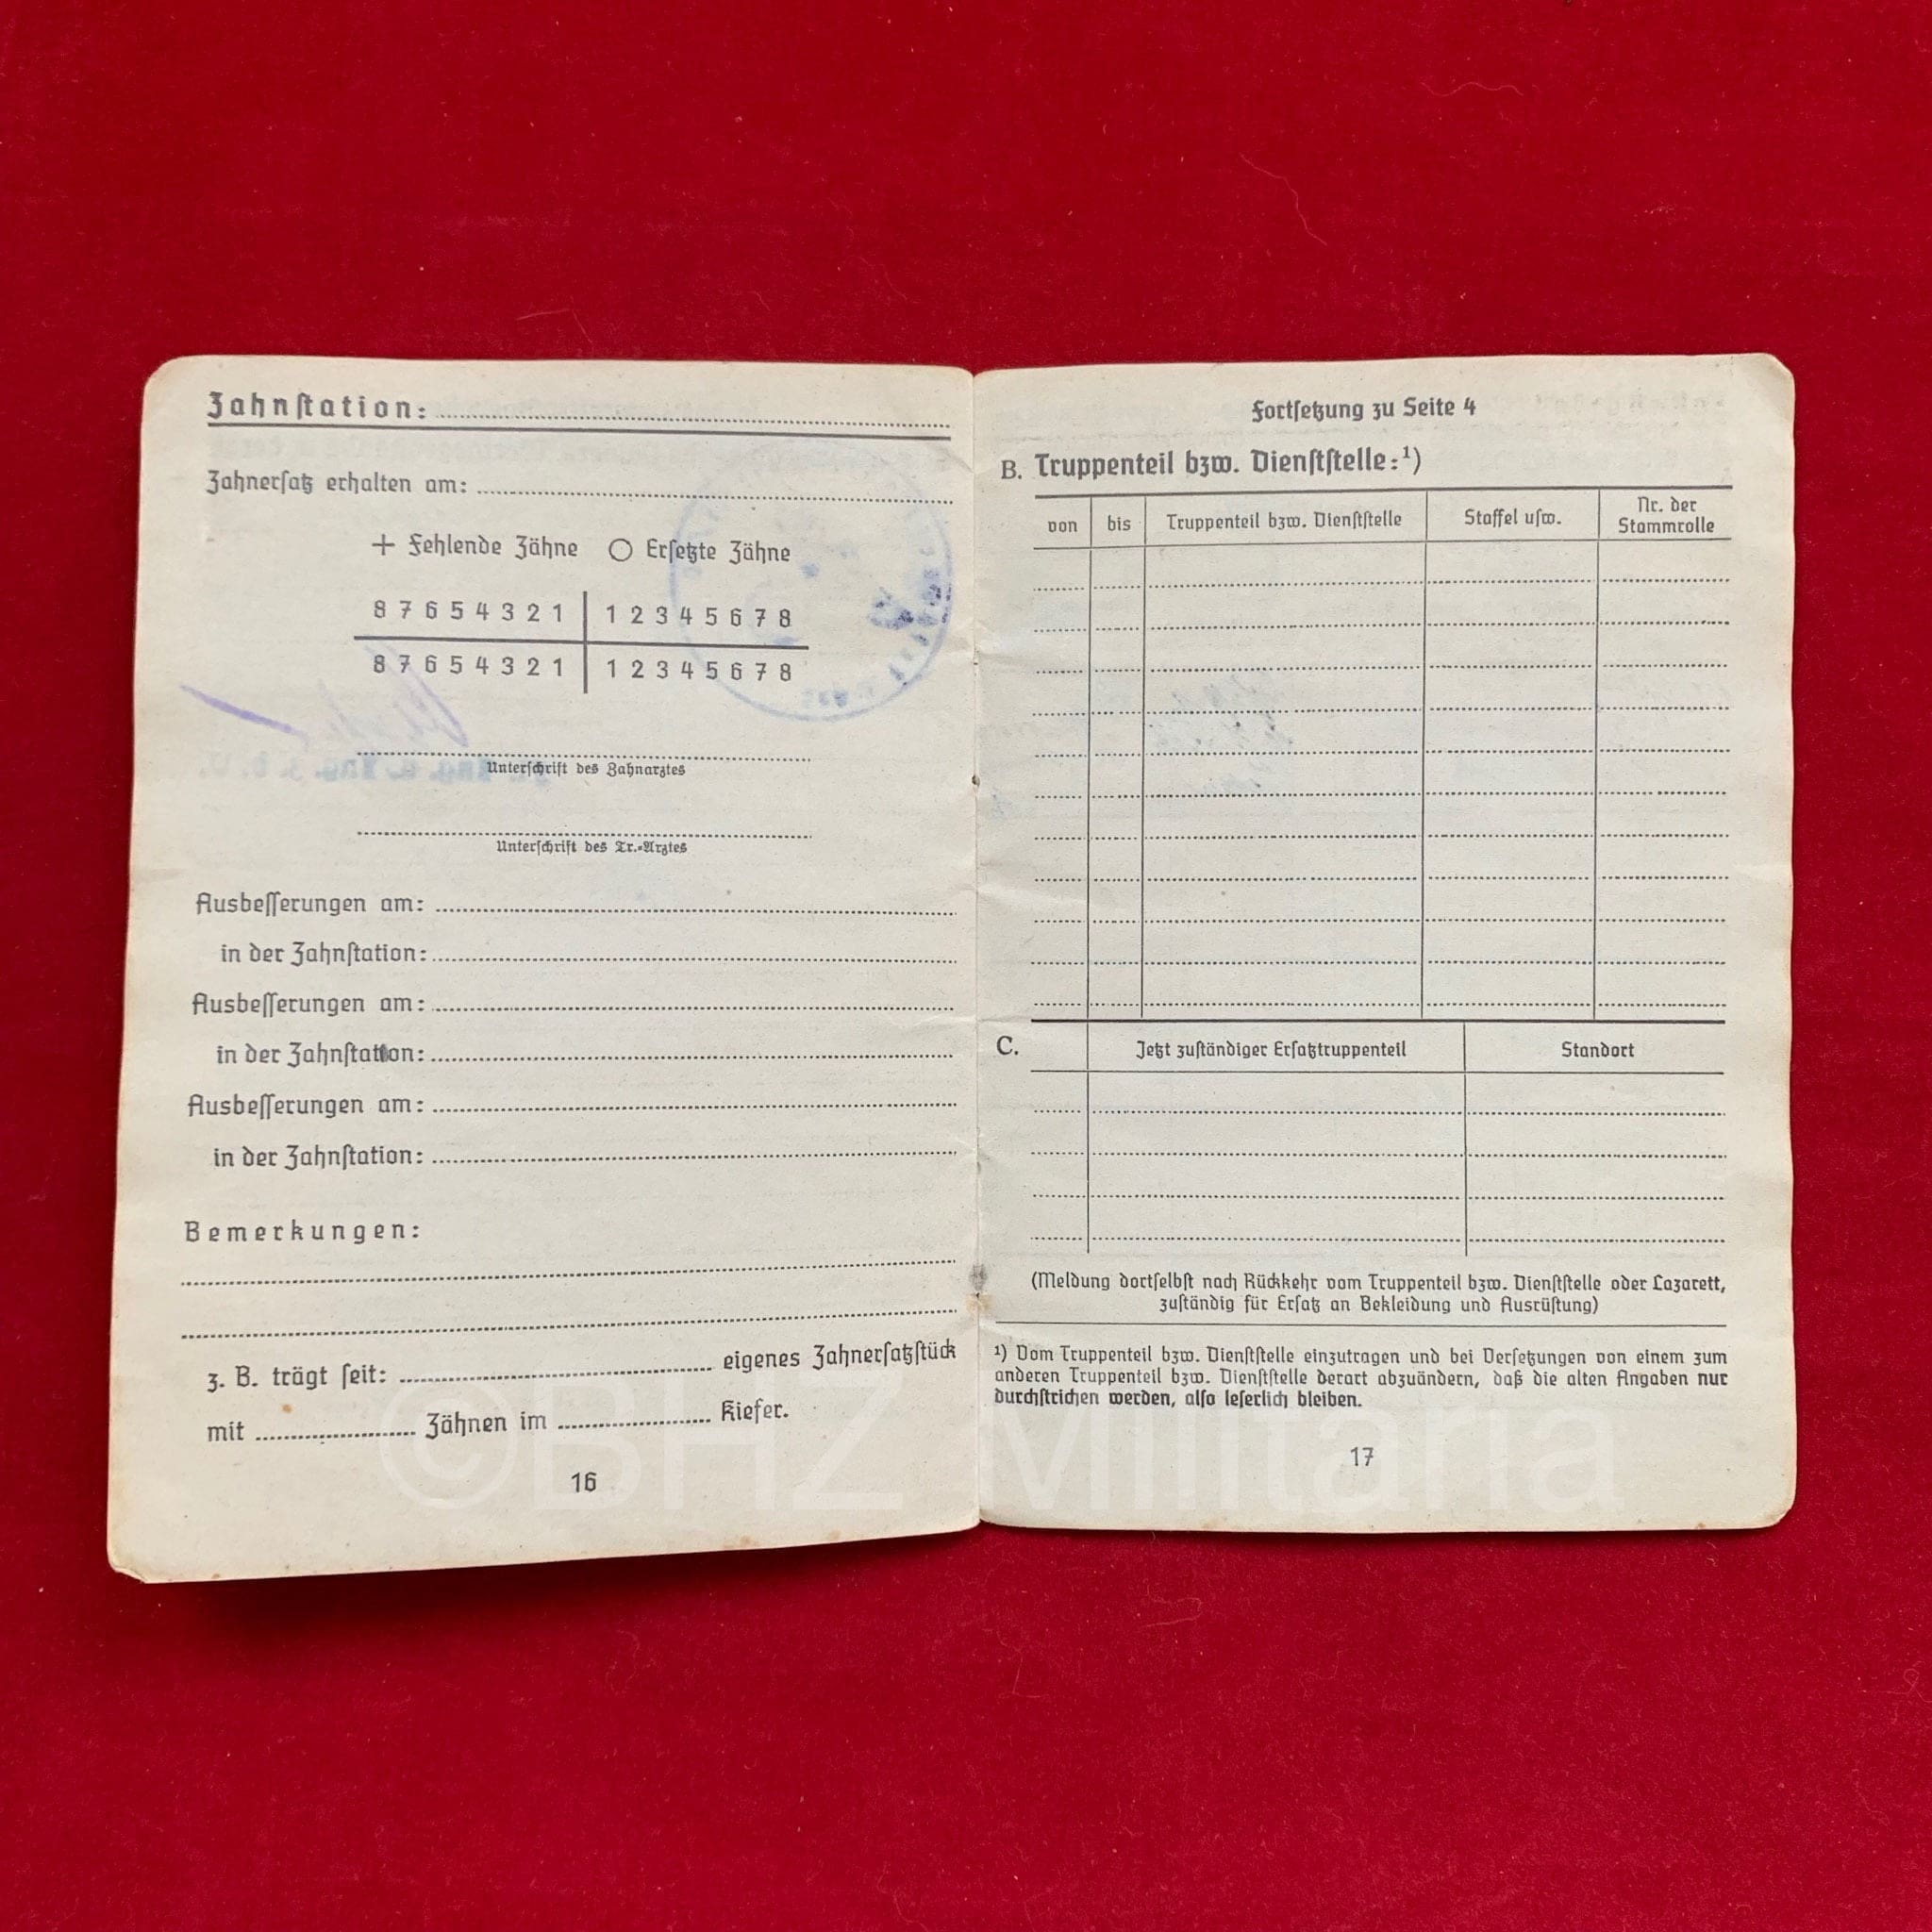 Zahnſtation:
Zahnerſatz erhalten am:
+ Fehlende Zähne ○ Erſetzte Zähne
8 7 6 5 4 3 2 1 | 1 2 3 4 5 6 7 8
8 7 6 5 4 3 2 1 | 1 2 3 4 5 6 7 8
Unterſchrift des Zahnarztes
Unterſchrift des Tr.-Arztes
Ausbeſſerungen am:
in der Zahnſtation:
Ausbeſſerungen am:
in der Zahnſtation:
Ausbeſſerungen am:
in der Zahnſtation:
Bemerkungen:
z. B. trägt ſeit: eigenes Zahnerſatzſtück
mit Zähnen im Kiefer.
16
Fortſetzung zu Seite 4
B. Truppenteil bzw. Dienſtſtelle:¹)
von bis Truppenteil bzw. Dienſtſtelle Staffel uſw. Nr. der
Stammrolle
C. Jetzt zuſtändiger Erſatztruppenteil Standort
(Meldung dortſelbſt nach Rückkehr vom Truppenteil bzw. Dienſtſtelle oder Lazarett,
zuſtändig für Erſatz an Bekleidung und Ausrüſtung)
¹) Vom Truppenteil bzw. Dienſtſtelle einzutragen und bei Verſetzungen von einem zum
anderen Truppenteil bzw. Dienſtſtelle derart abzuändern, daß die alten Angaben nur
durchſtrichen werden, alſo leſerlich bleiben.
17
©BHZ Militaria